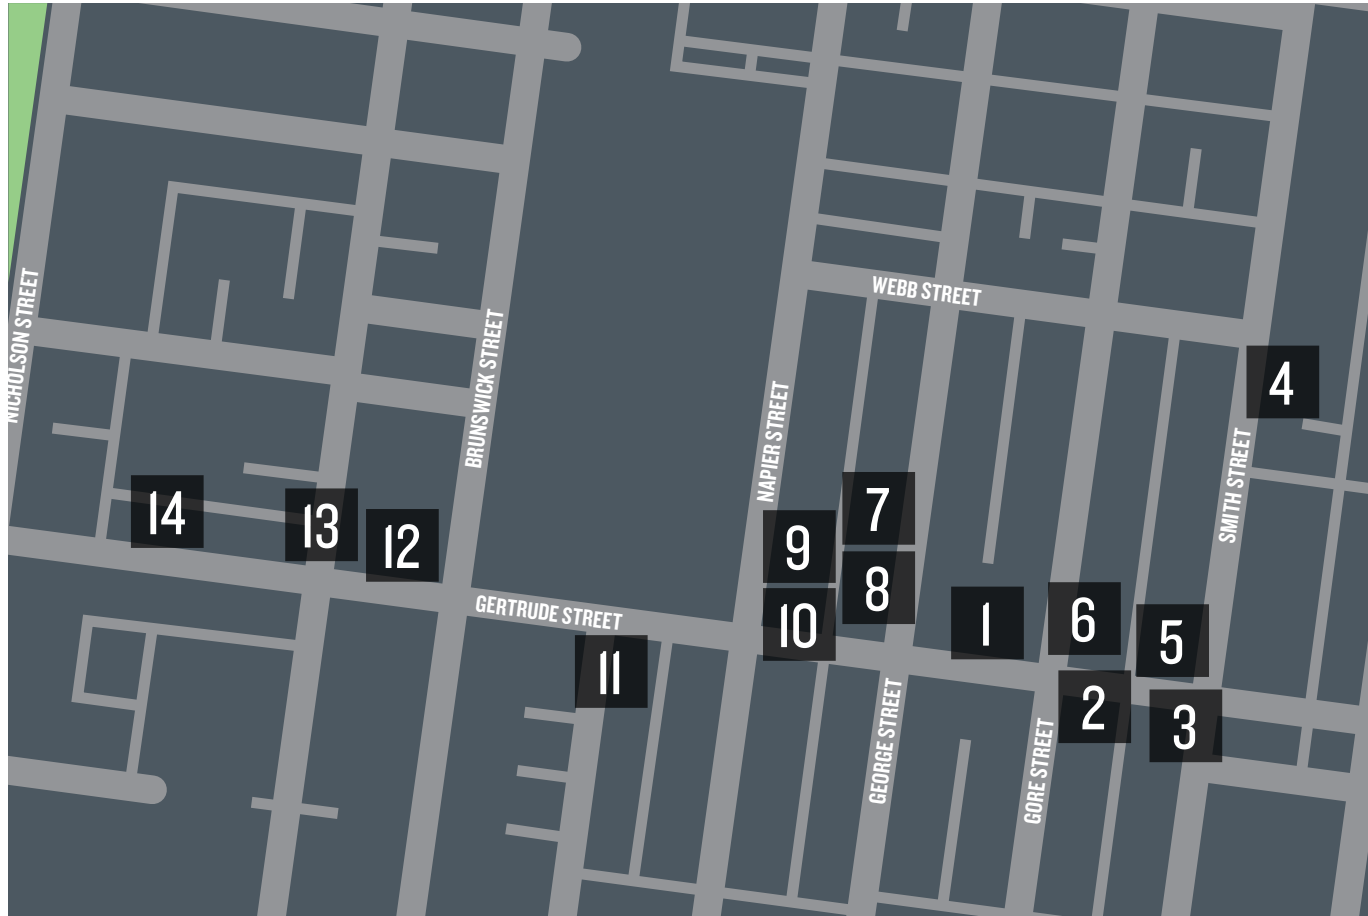 WEBB STREET
NICHOLSON STREET
BRUNSWICK STREET
4
NAPIER STREET
SMITH STREET
7
14
13
12
9
8
6
1
10
5
GERTRUDE STREET
11
2
3
GEORGE STREET
GORE STREET